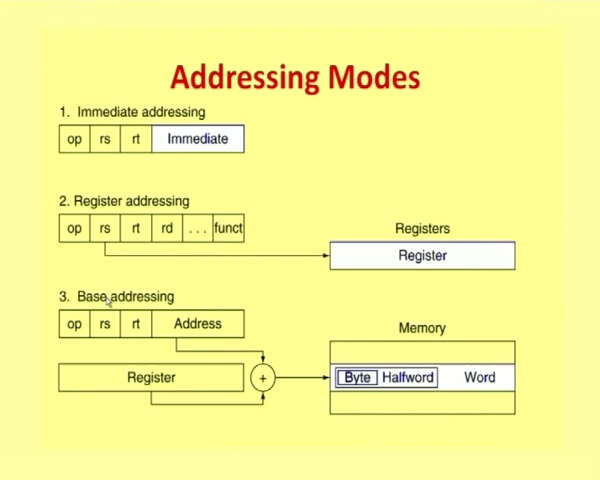 Addressing Modes
1. Immediate addressing
op rs rt Immediate
2. Register addressing
op rs rt rd . . . funct
Registers
Register
3. Base addressing
op rs rt Address
Memory
Register + Byte Halfword Word